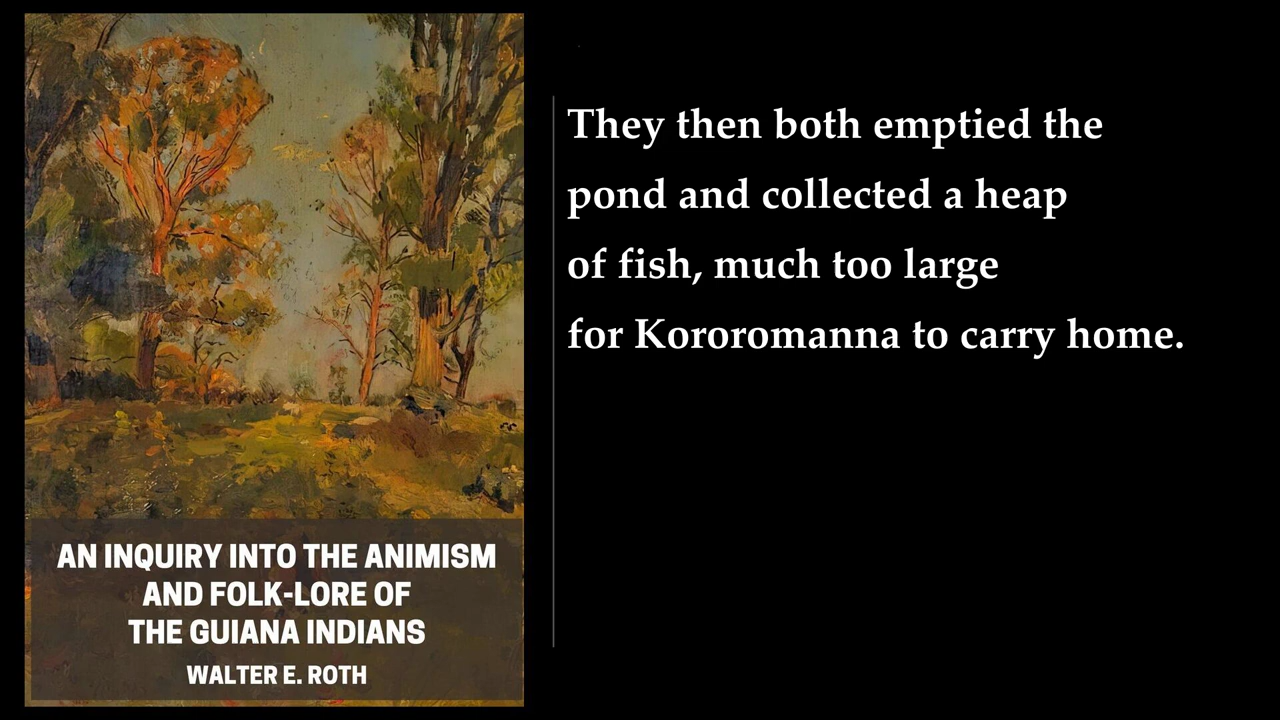 They then both emptied the
pond and collected a heap
of fish, much too large
for Kororomanna to carry home.
AN INQUIRY INTO THE ANIMISM
AND FOLK-LORE OF
THE GUIANA INDIANS
WALTER E. ROTH